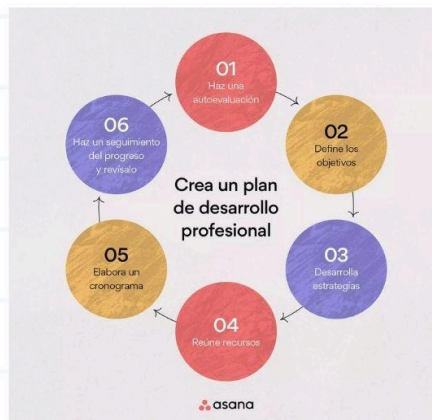 01
Haz una
autoevaluación
02
Define los
objetivos
03
Desarrolla
estrategias
04
Reúne recursos
05
Elabora un
cronograma
06
Haz un seguimiento
del progreso
y revísalo
Crea un plan
de desarrollo
profesional
asana